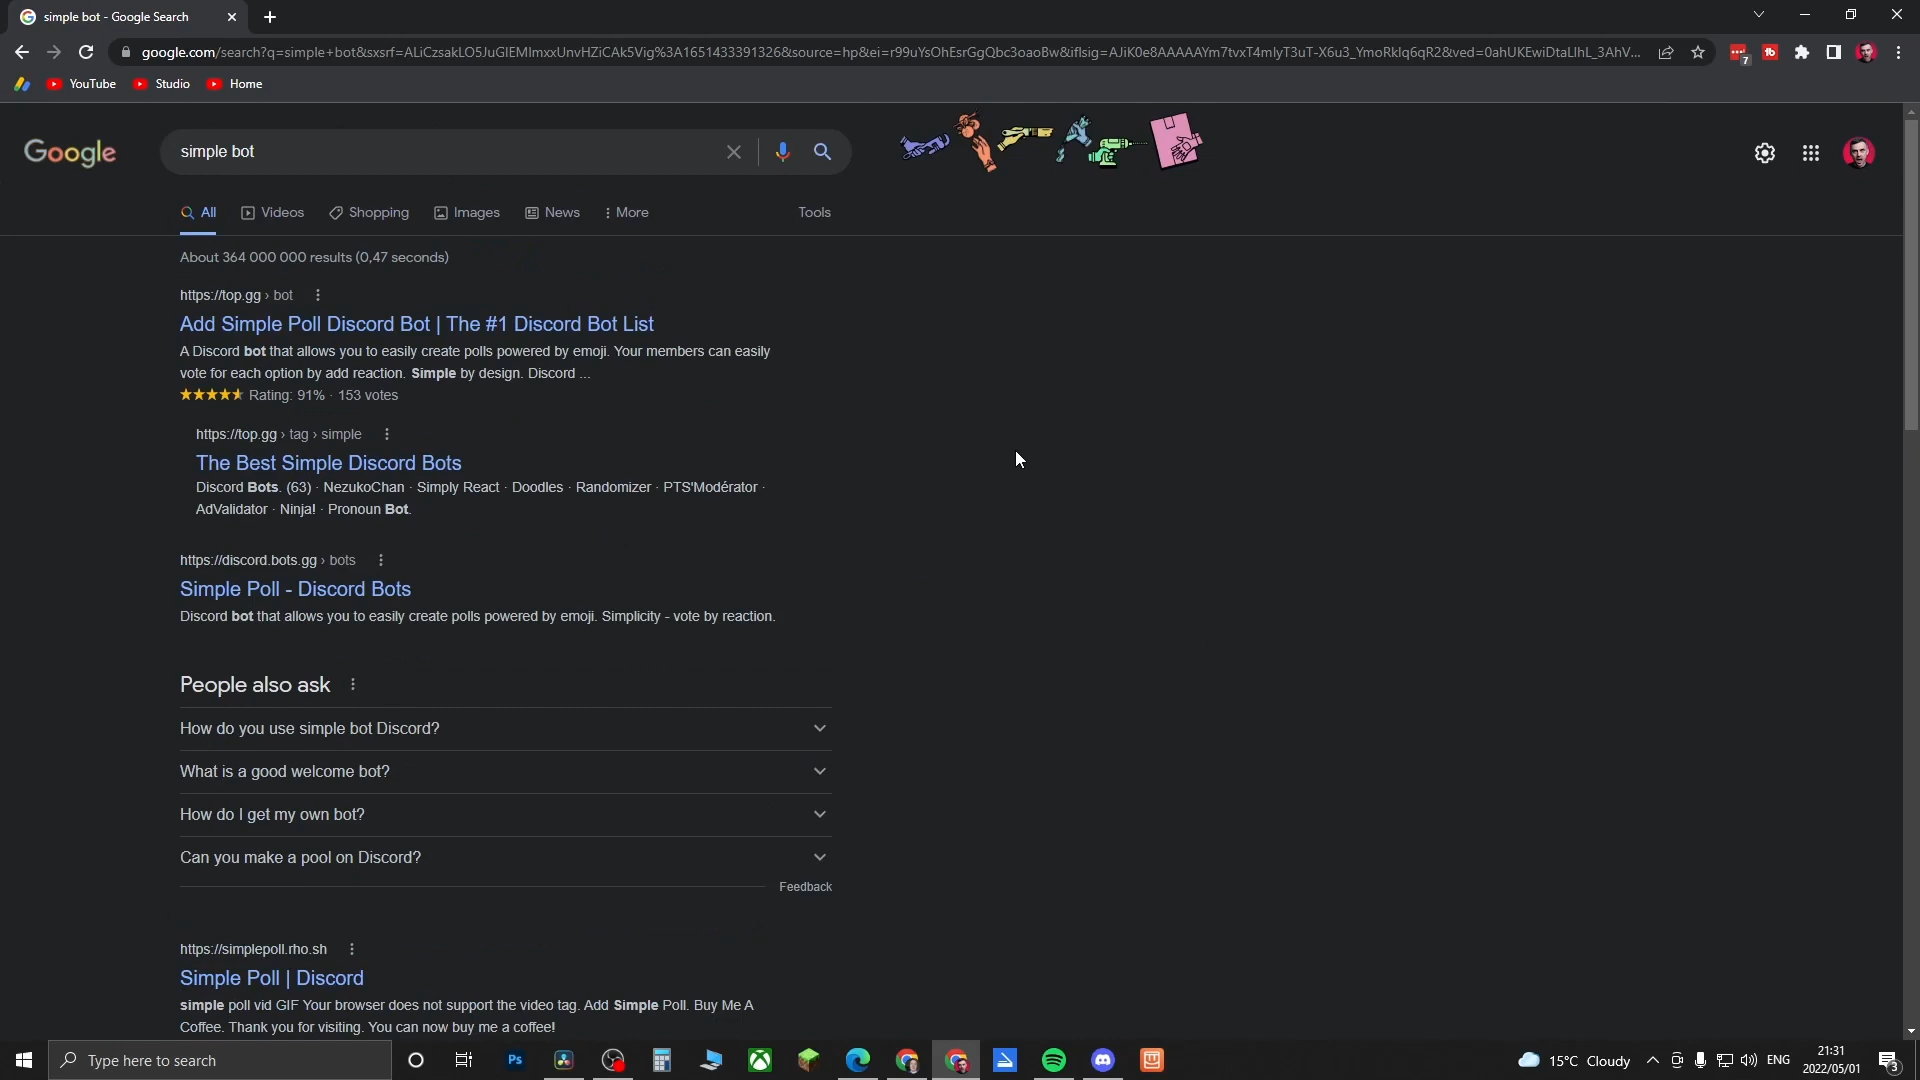 simple bot - Google Search
google.com/search?q=simple+bot&sxsrf=ALiCzsakLO5JuGIEMImxxUnvHZiCAk5Vig%3A1651433391326&source=hp&ei=r99uYsOhEsrGgQbc3oaoBw&iflsig=AJiK0e8AAAAAYm7tvxT4mlyT3uT-X6u3_YmoRkIq6qR2&ved=0ahUKEwiDtaLlhL_3AhV...
7
YouTube
Studio
Home
Google
simple bot
All
Videos
Shopping
Images
News
More
Tools
About 364 000 000 results (0,47 seconds)
https://top.gg › bot
Add Simple Poll Discord Bot | The #1 Discord Bot List
A Discord bot that allows you to easily create polls powered by emoji. Your members can easily
vote for each option by add reaction. Simple by design. Discord ...
Rating: 91% · 153 votes
https://top.gg › tag › simple
The Best Simple Discord Bots
Discord Bots. (63) · NezukoChan · Simply React · Doodles · Randomizer · PTS'Modérator ·
AdValidator · Ninja! · Pronoun Bot.
https://discord.bots.gg › bots
Simple Poll - Discord Bots
Discord bot that allows you to easily create polls powered by emoji. Simplicity - vote by reaction.
People also ask
How do you use simple bot Discord?
What is a good welcome bot?
How do I get my own bot?
Can you make a pool on Discord?
Feedback
https://simplepoll.rho.sh
Simple Poll | Discord
simple poll vid GIF Your browser does not support the video tag. Add Simple Poll. Buy Me A
Coffee. Thank you for visiting. You can now buy me a coffee!
Type here to search
Ps
15°C Cloudy
ENG
21:31
2022/05/01
3